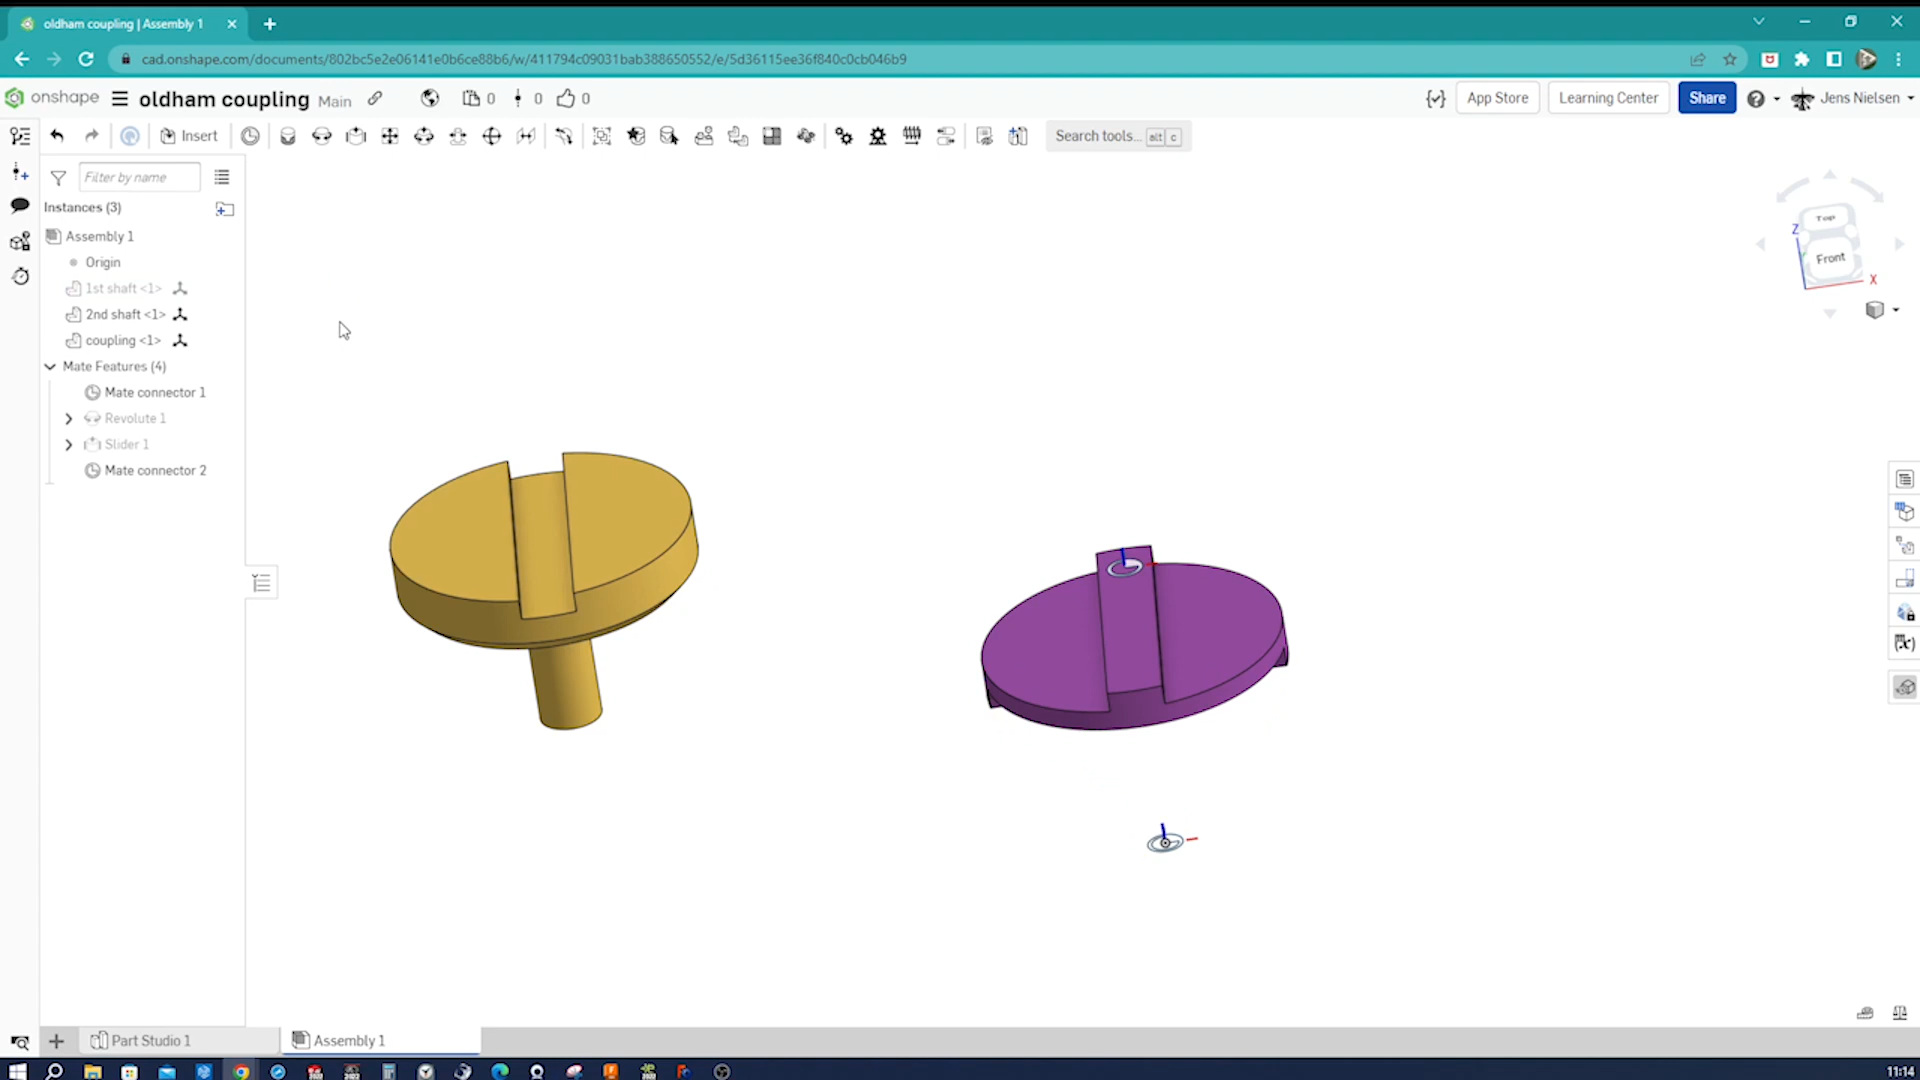 oldham coupling | Assembly 1
cad.onshape.com/documents/802bc5e2e06141e0b6ce88b6/w/411794c09031bab388650552/e/5d36115ee36f840c0cb046b9
onshape oldham coupling Main 0 0 0 App Store Learning Center Share Jens Nielsen
Insert Search tools... alt c
Filter by name
Instances (3)
Assembly 1
Origin
1st shaft <1>
2nd shaft <1>
coupling <1>
Mate Features (4)
Mate connector 1
Revolute 1
Slider 1
Mate connector 2
Top
Z
Front
X
Part Studio 1 Assembly 1
11:14